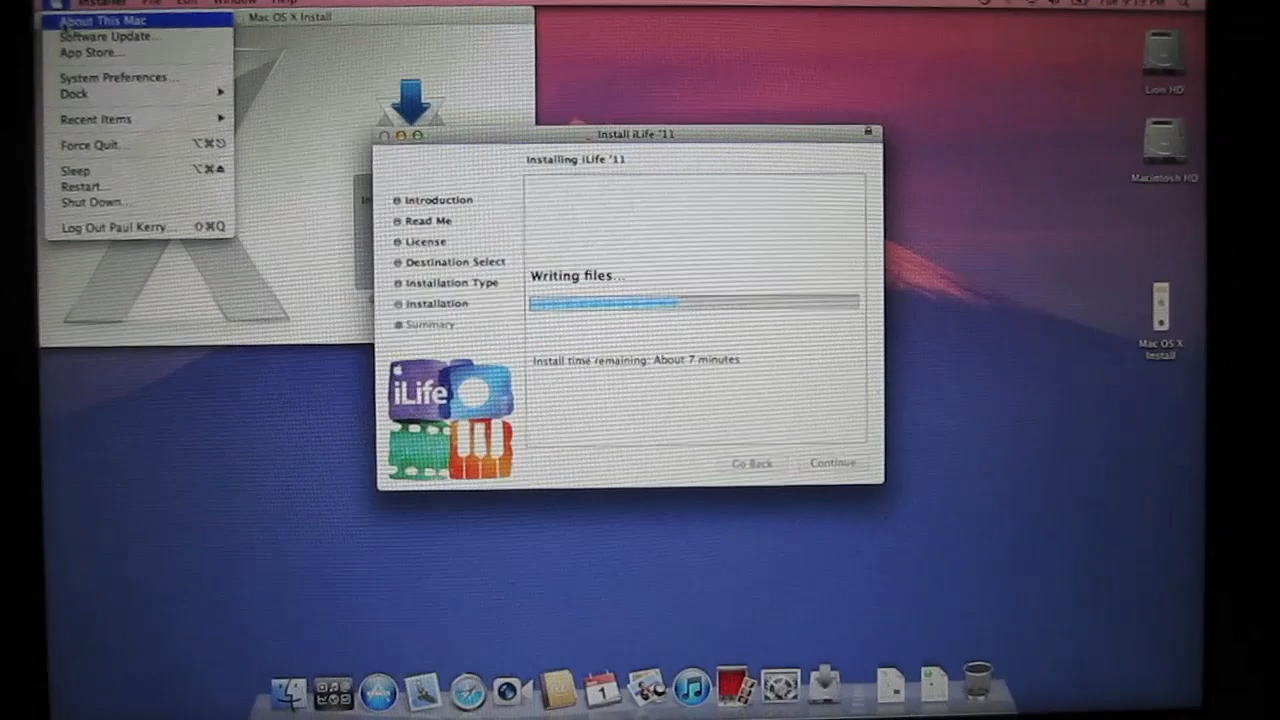 Installer File Edit Window Help
About This Mac
Software Update...
App Store...
System Preferences...
Dock
Recent Items
Force Quit... ⌥⌘⎋
Sleep ⌥⌘⏏
Restart...
Shut Down...
Log Out Paul Kerry... ⇧⌘Q
Mac OS X Install
Install iLife '11
Installing iLife '11
Introduction
Read Me
License
Destination Select
Installation Type
Installation
Summary
Writing files...
Install time remaining: About 7 minutes
iLife
Go Back
Continue
Lion HD
Macintosh HD
Mac OS X
Install
1